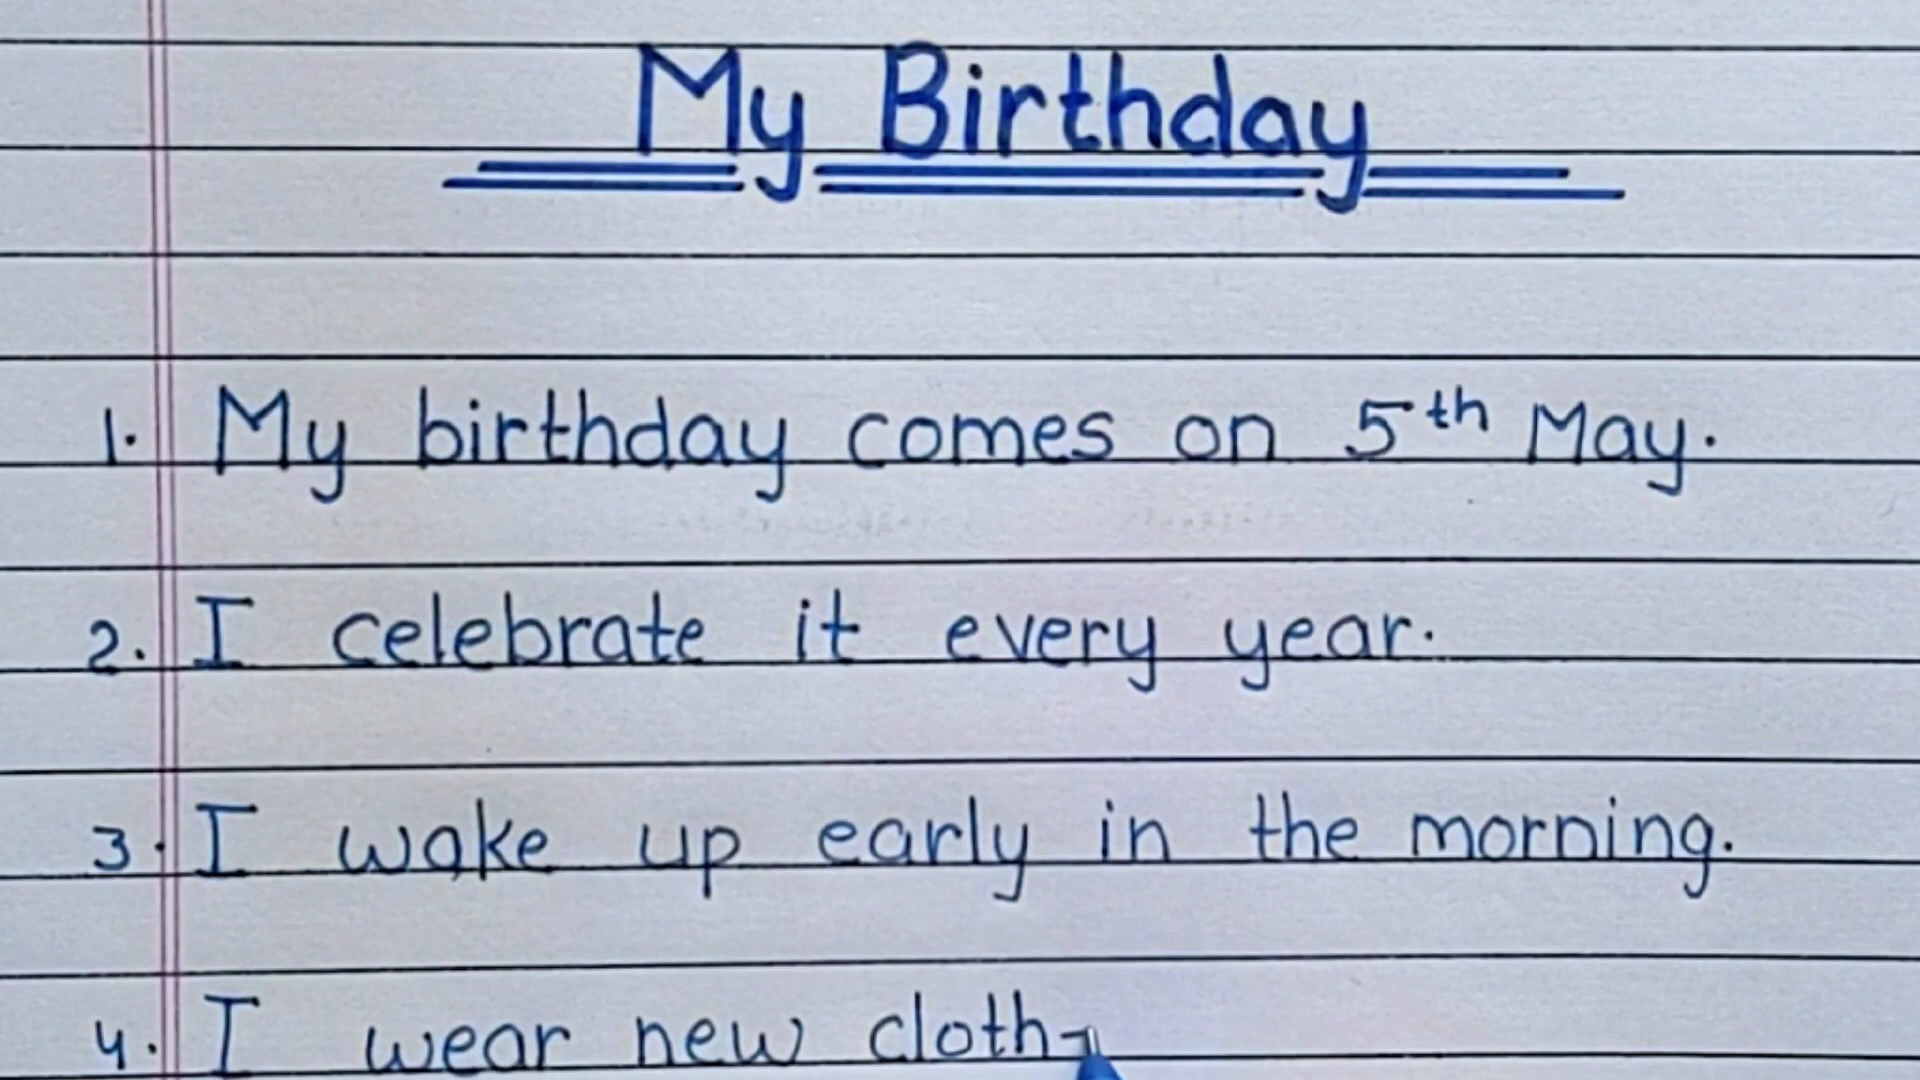 My Birthday
1. My birthday comes on 5th May.
2. I celebrate it every year.
3. I wake up early in the morning.
4. I wear new cloth